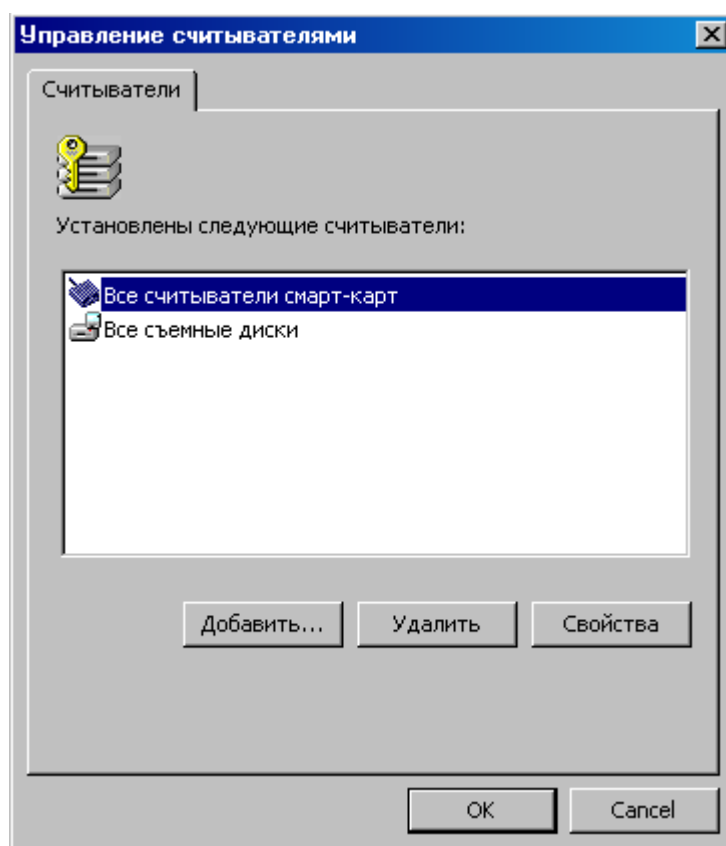 Управление считывателями
Считыватели
Установлены следующие считыватели:
Все считыватели смарт-карт
Все съемные диски
Добавить...
Удалить
Свойства
OK
Cancel